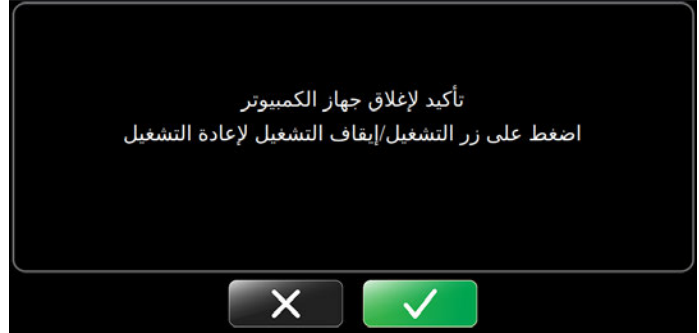 تأكيد لإغلاق جهاز الكمبيوتر
اضغط على زر التشغيل/إيقاف التشغيل لإعادة التشغيل